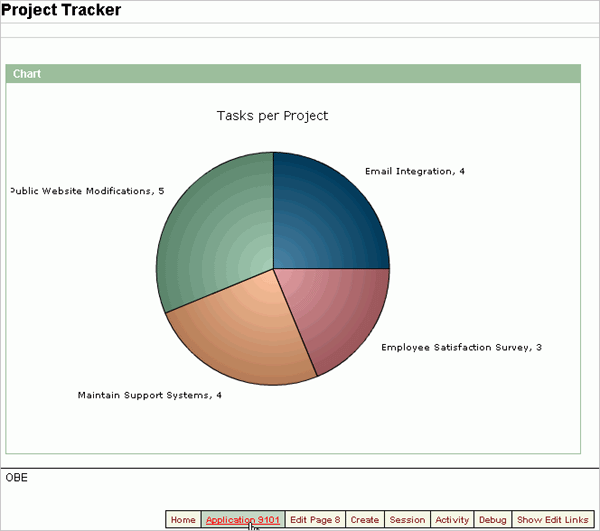 Project Tracker
Chart
Tasks per Project
Email Integration, 4
Public Website Modifications, 5
Employee Satisfaction Survey, 3
Maintain Support Systems, 4
OBE
Home Application 9101 Edit Page 8 Create Session Activity Debug Show Edit Links